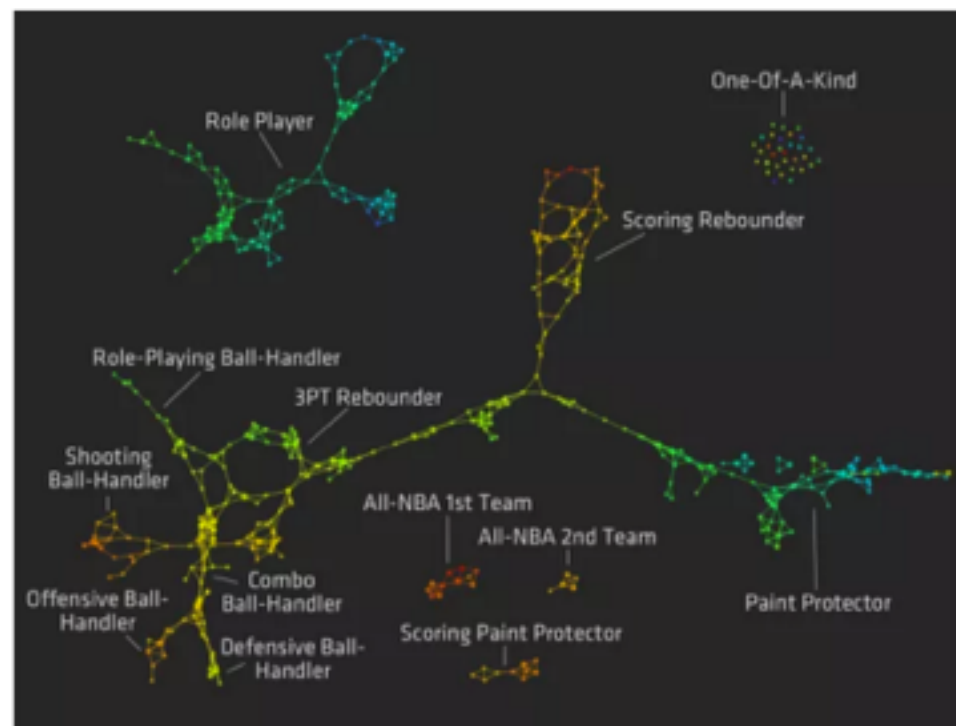 One-Of-A-Kind
Role Player
Scoring Rebounder
Role-Playing Ball-Handler
3PT Rebounder
Shooting
Ball-Handler
All-NBA 1st Team
All-NBA 2nd Team
Combo
Ball-Handler
Offensive Ball-
Handler
Paint Protector
Scoring Paint Protector
Defensive Ball-
Handler